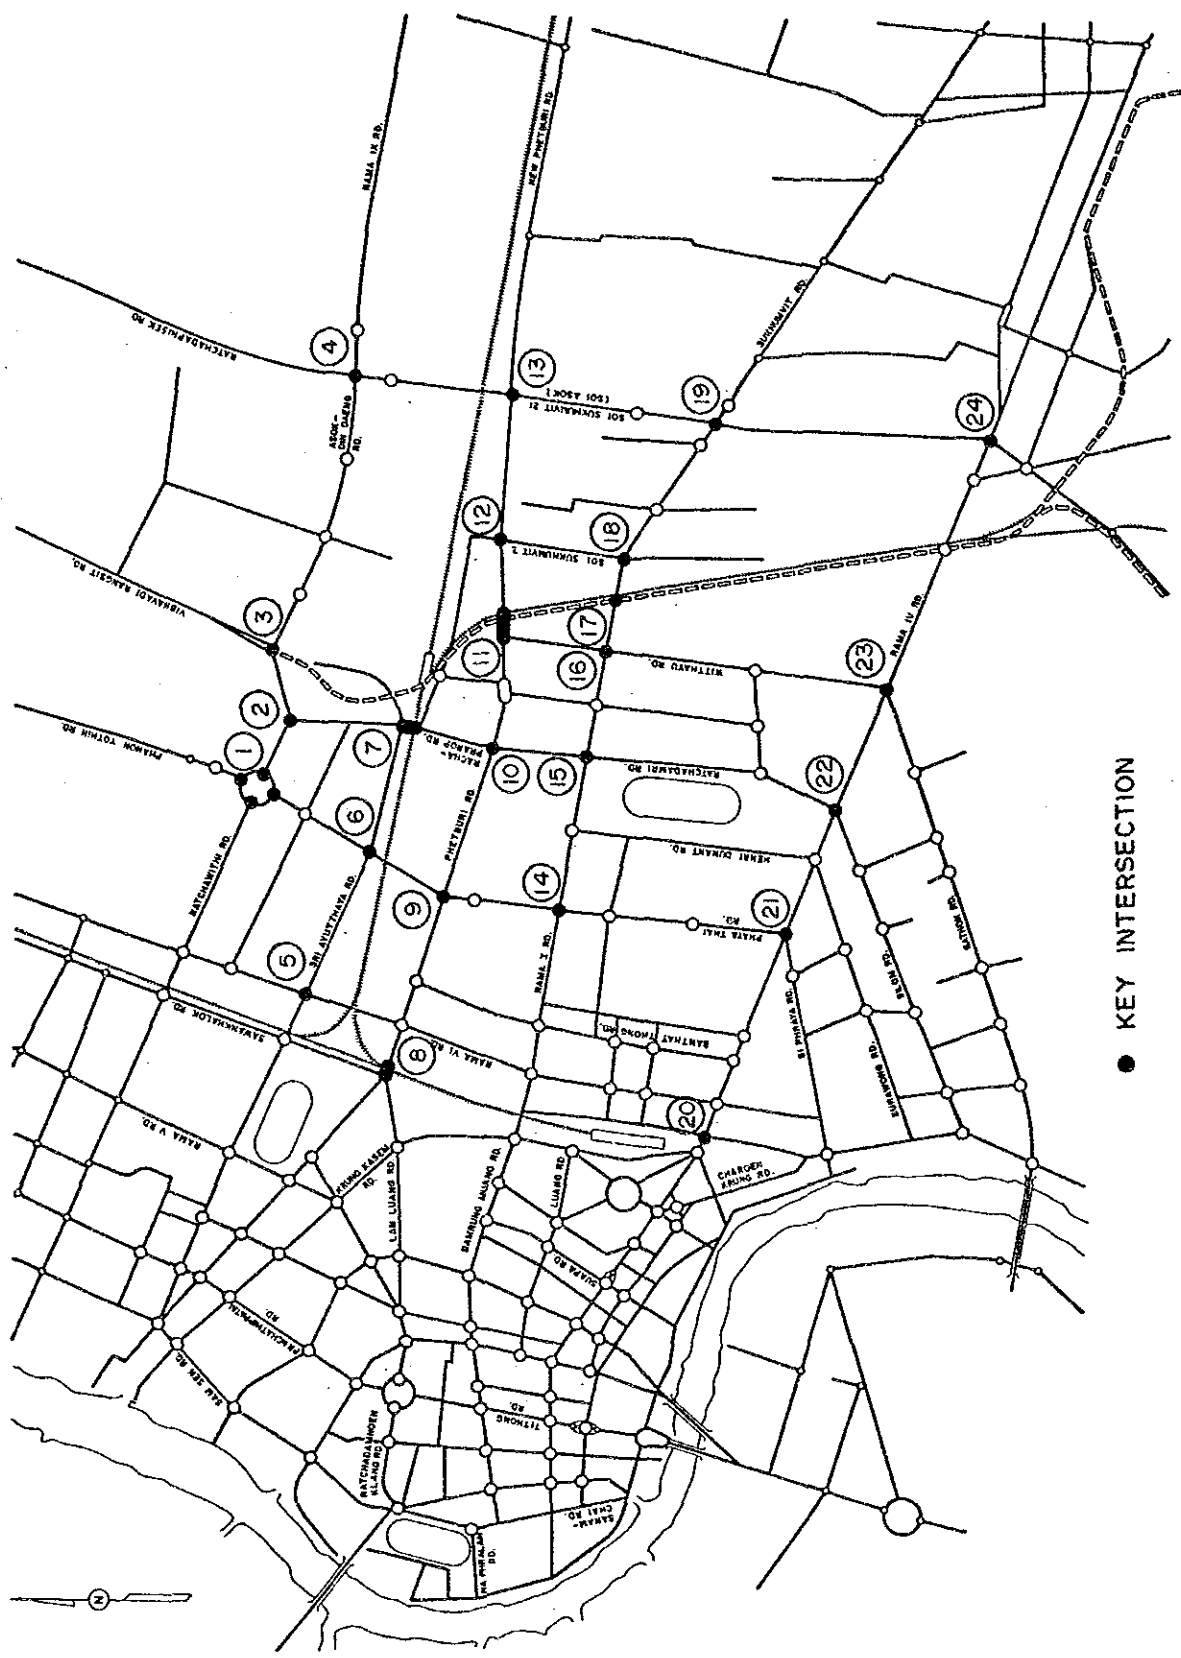 RAMA IX RD.
NEW PHETBURI RD.
RATCHADAPHISEK RD.
4
ASOK-
DIN DAENG
RD.
13
SOI SUKHUMVIT 21
(SOI ASOK)
SUKHUMVIT RD.
19
24
VIBHAVADI RANGSIT RD.
3
12
SOI SUKHUMVIT 3
18
11
17
16
WITTHAYU RD.
23
RAMA IV RD.
PHAHON YOTHIN RD.
2
1
7
RACHA-
PRAROP RD.
10
15
RATCHADAMRI RD.
22
RATCHAWITHI RD.
6
PHETBURI RD.
HENRI DUNANT RD.
SRI AYUTTHAYA RD.
9
14
PHAYA THAI
RD.
21
5
RAMA I RD.
SATHON RD.
SILOM RD.
SAWANKHALOK RD.
8
RAMA VI RD.
BANTHAT THONG RD.
SI PHRAYA RD.
SURAWONG RD.
20
RAMA V RD.
KRUNG KASEM
RD.
LAN LUANG RD.
BAMRUNG MUANG RD.
LUANG RD.
CHAROEN
KRUNG RD.
SUAPA RD.
PRACHATHIPATAI
RD.
SAM SEN RD.
RATCHADAMNOEN
KLANG RD.
TITHONG
RD.
SANAM-
CHAI RD.
NA PHRALAN
RD.
N
KEY INTERSECTION